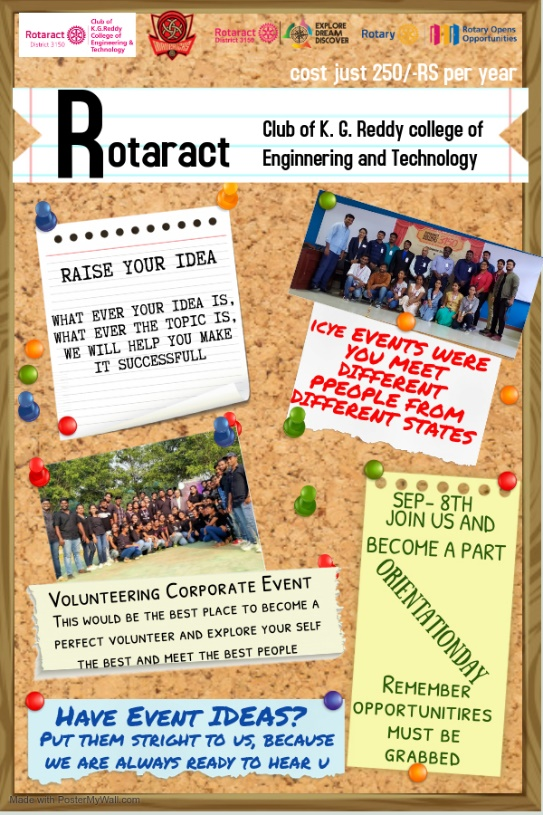 Rotaract
District 3150
Club of
K.G.Reddy
College of
Engineering &
Technology
Rotaract
District 3150
EXPLORE
DREAM
DISCOVER
Rotary
Rotary Opens
Opportunities
cost just 250/-RS per year
Rotaract
Club of K. G. Reddy college of
Enginnering and Technology
RAISE YOUR IDEA
WHAT EVER YOUR IDEA IS,
WHAT EVER THE TOPIC IS,
WE WILL HELP YOU MAKE
IT SUCCESSFULL
ICYE EVENTS WERE
YOU MEET
DIFFERENT
PPEOPLE FROM
DIFFERENT STATES
Volunteering Corporate Event
This would be the best place to become a
perfect volunteer and explore your self
the best and meet the best people
SEP- 8TH
JOIN US AND
BECOME A PART
ORIENTATIONDAY
Remember
opportunitires
must be
grabbed
Have Event IDEAS?
Put them stright to us, because
we are always ready to hear u
Made with PosterMyWall.com